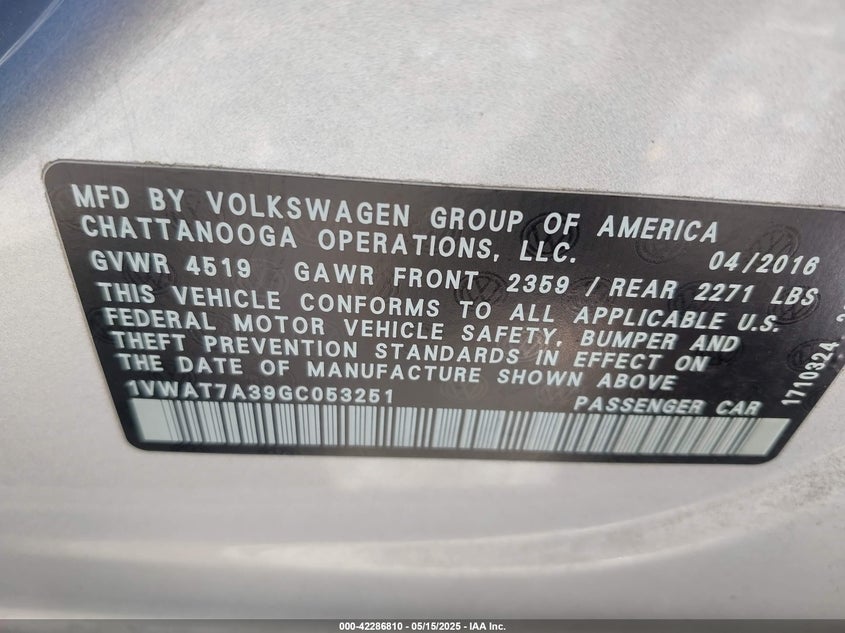 MFD BY VOLKSWAGEN GROUP OF AMERICA
CHATTANOOGA OPERATIONS, LLC. 04/2016
GVWR 4519 GAWR FRONT 2359 / REAR 2271 LBS
THIS VEHICLE CONFORMS TO ALL APPLICABLE U.S.
FEDERAL MOTOR VEHICLE SAFETY, BUMPER AND
THEFT PREVENTION STANDARDS IN EFFECT ON
THE DATE OF MANUFACTURE SHOWN ABOVE
1VWAT7A39GC053251 PASSENGER CAR
1710324
000-42286810 - 05/15/2025 - IAA Inc.